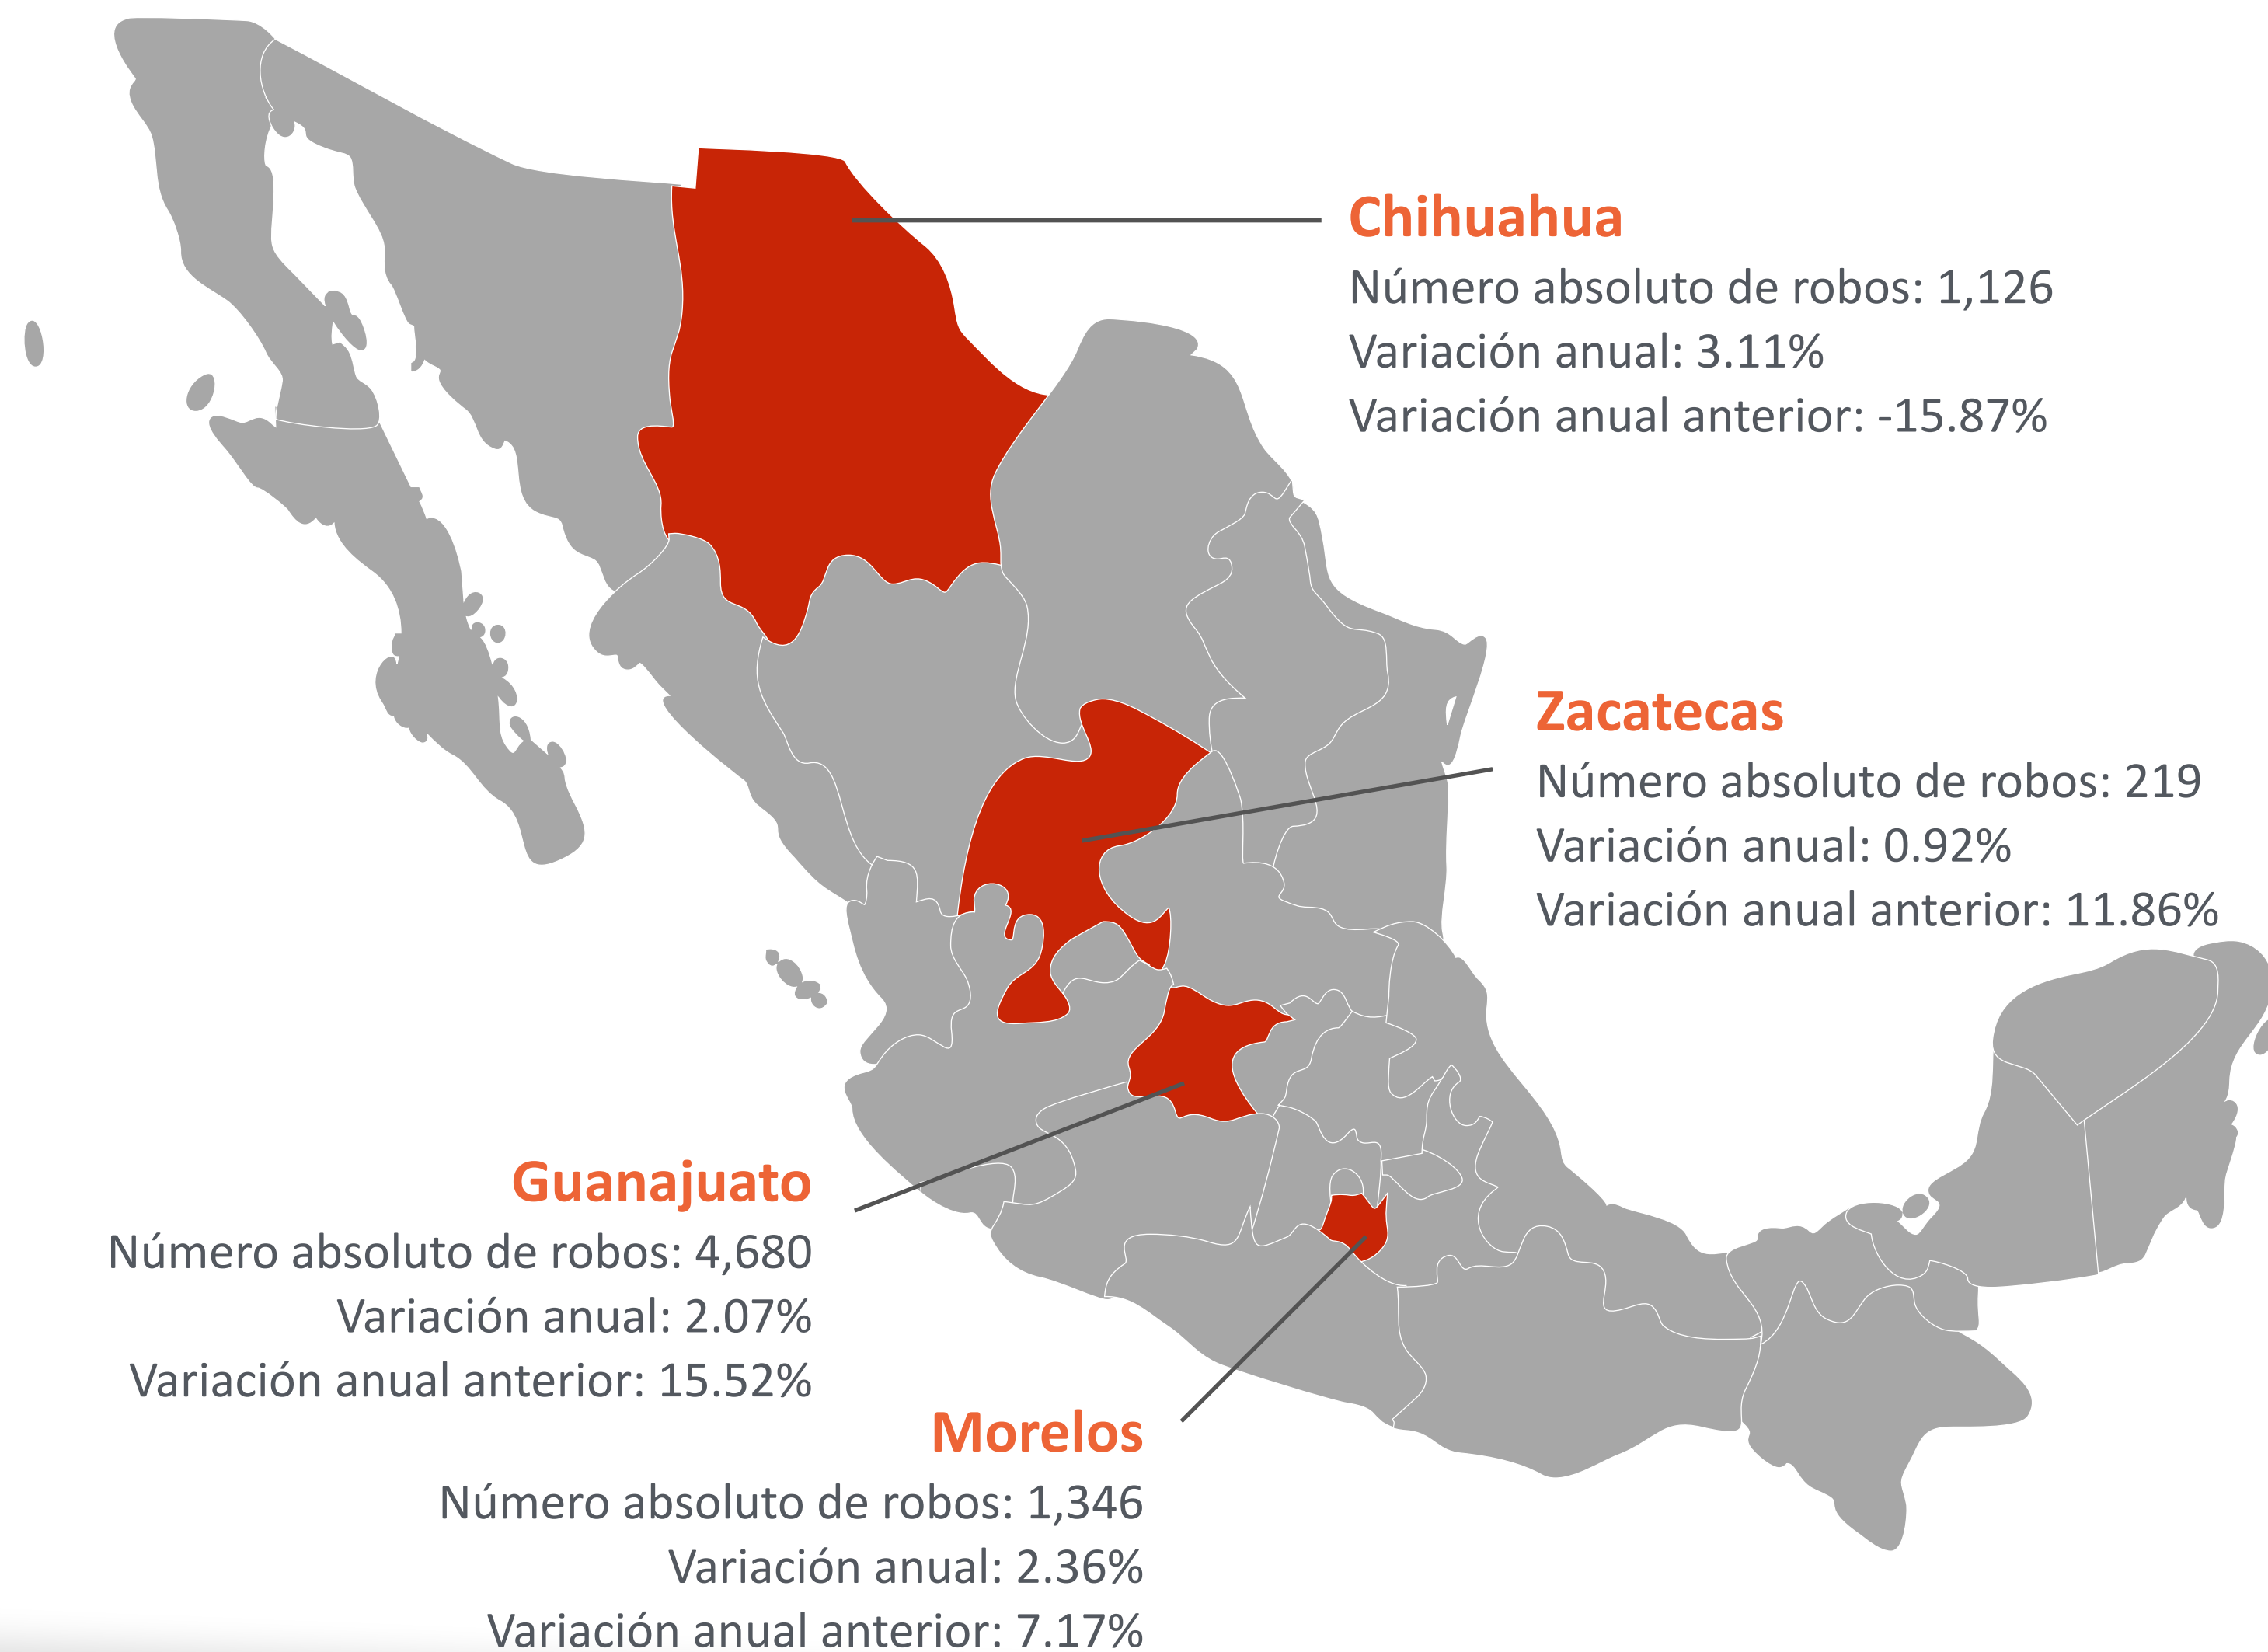 Chihuahua
Número absoluto de robos: 1,126
Variación anual: 3.11%
Variación anual anterior: -15.87%
Zacatecas
Número absoluto de robos: 219
Variación anual: 0.92%
Variación anual anterior: 11.86%
Guanajuato
Número absoluto de robos: 4,680
Variación anual: 2.07%
Variación anual anterior: 15.52%
Morelos
Número absoluto de robos: 1,346
Variación anual: 2.36%
Variación anual anterior: 7.17%